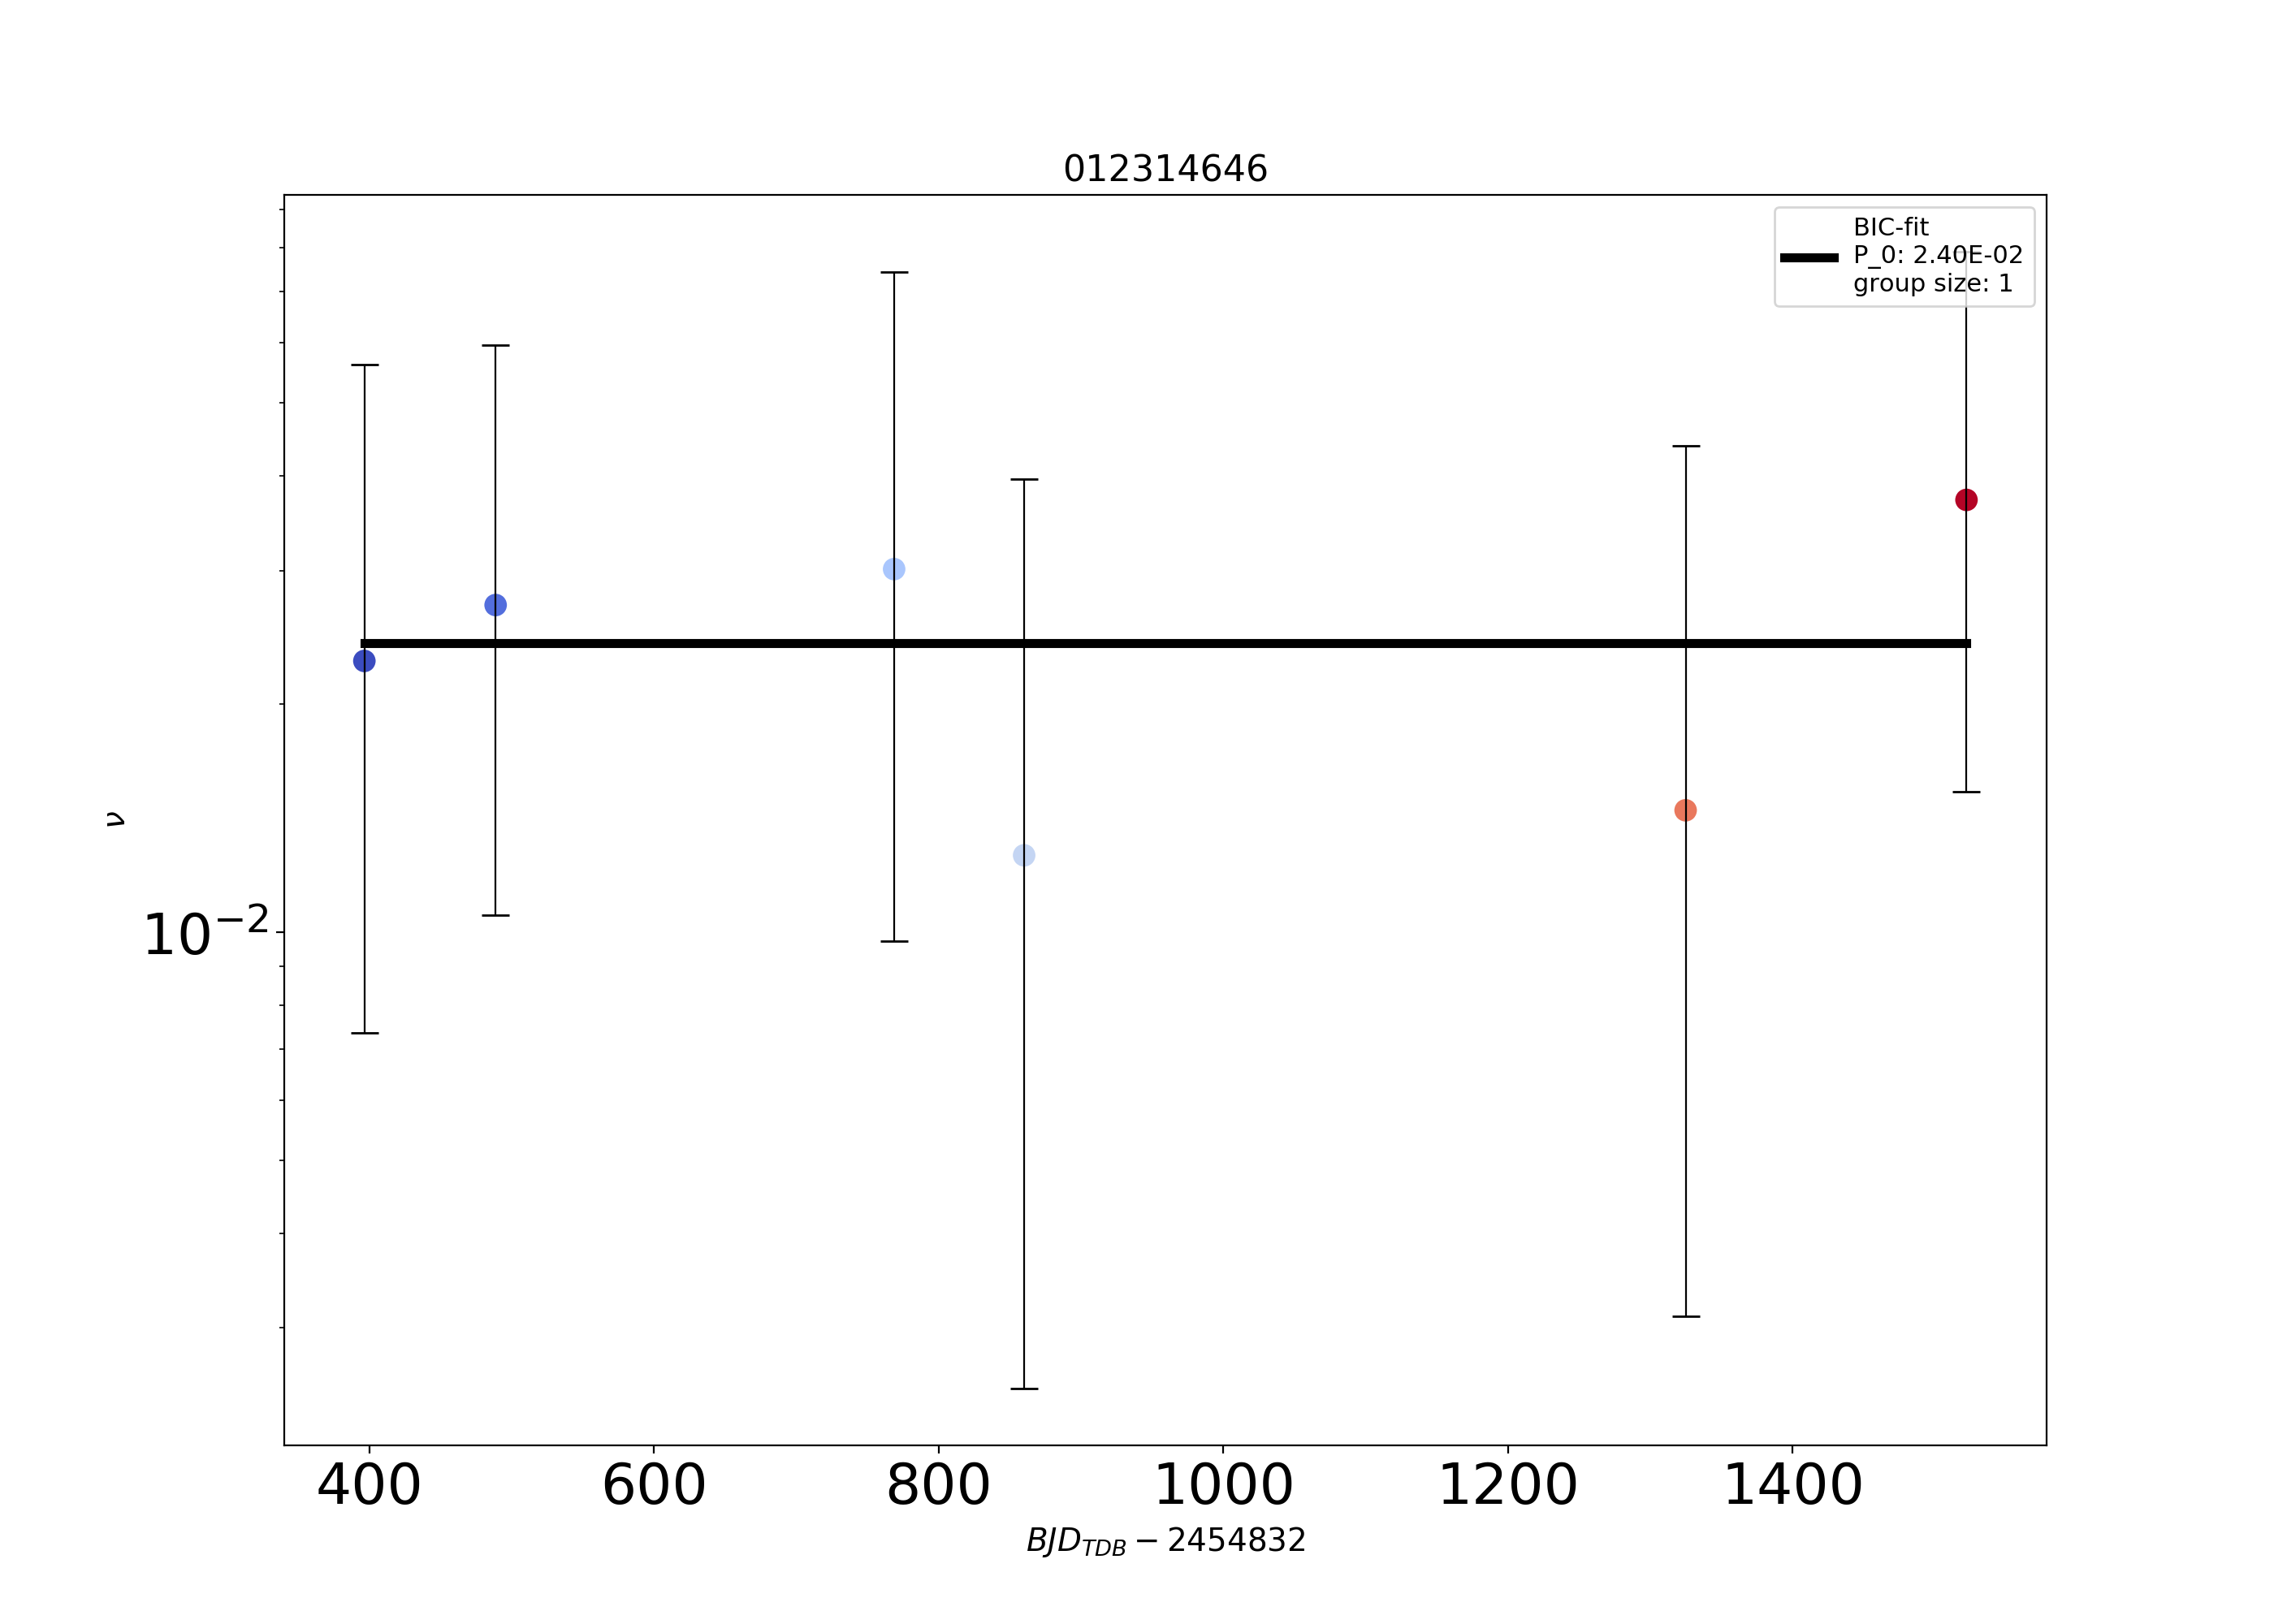 012314646
BIC-fit
P_0: 2.40E-02
group size: 1
ν
10⁻²
400 600 800 1000 1200 1400
BJD_TDB − 2454832